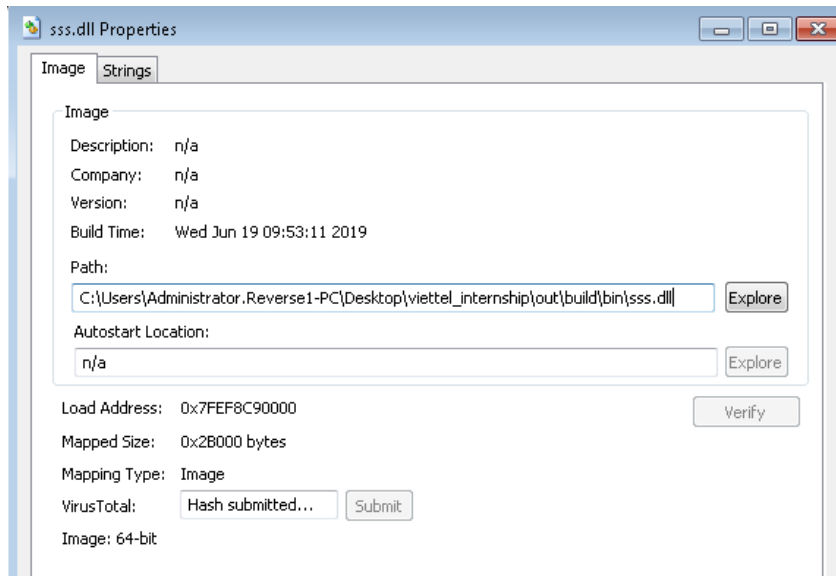 sss.dll Properties
Image Strings
Image
Description: n/a
Company: n/a
Version: n/a
Build Time: Wed Jun 19 09:53:11 2019
Path:
C:\Users\Administrator.Reverse1-PC\Desktop\viettel_internship\out\build\bin\sss.dll Explore
Autostart Location:
n/a Explore
Load Address: 0x7FEF8C90000 Verify
Mapped Size: 0x2B000 bytes
Mapping Type: Image
VirusTotal: Hash submitted... Submit
Image: 64-bit